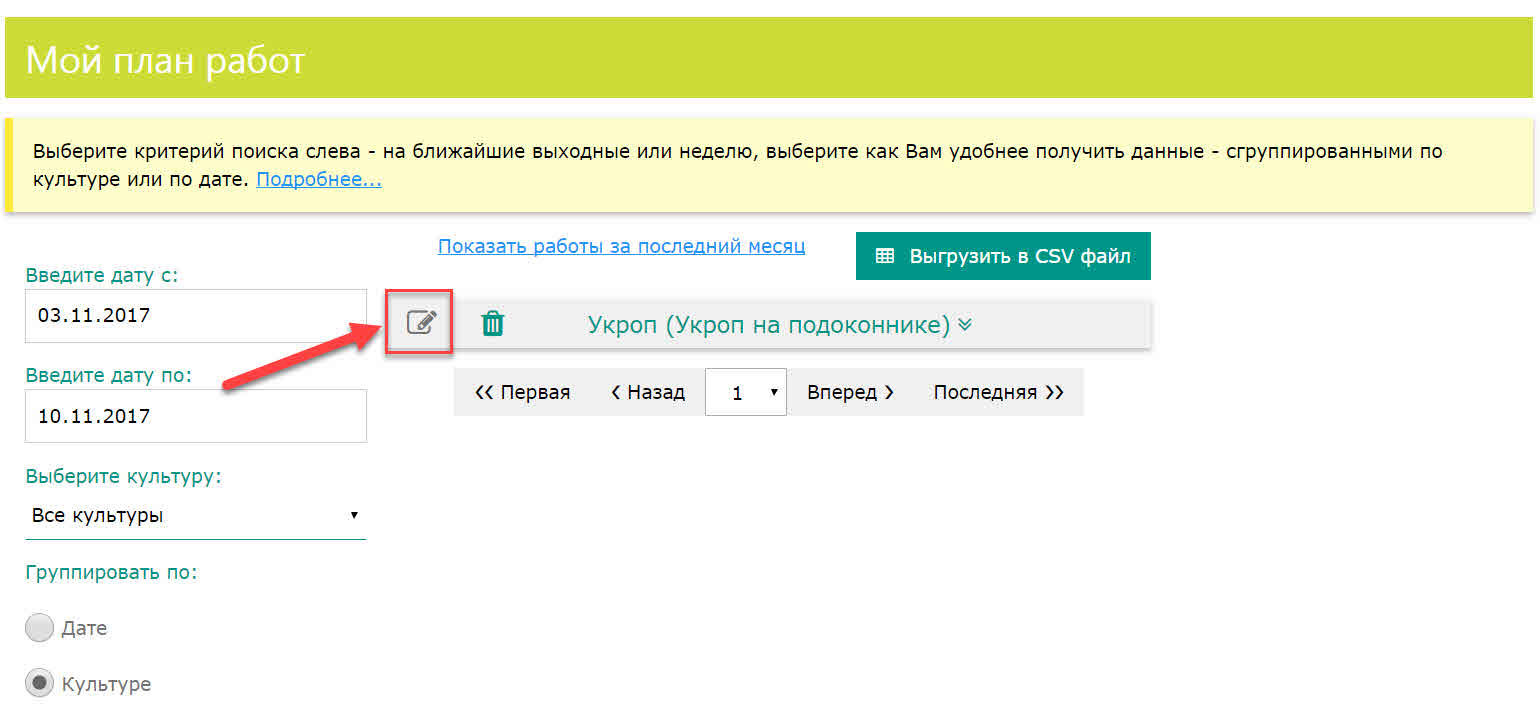 Мой план работ
Выберите критерий поиска слева - на ближайшие выходные или неделю, выберите как Вам удобнее получить данные - сгруппированными по
культуре или по дате. Подробнее...
Показать работы за последний месяц
Выгрузить в CSV файл
Введите дату с:
03.11.2017
Укроп (Укроп на подоконнике)
Введите дату по:
10.11.2017
Первая Назад 1 Вперед Последняя
Выберите культуру:
Все культуры
Группировать по:
Дате
Культуре